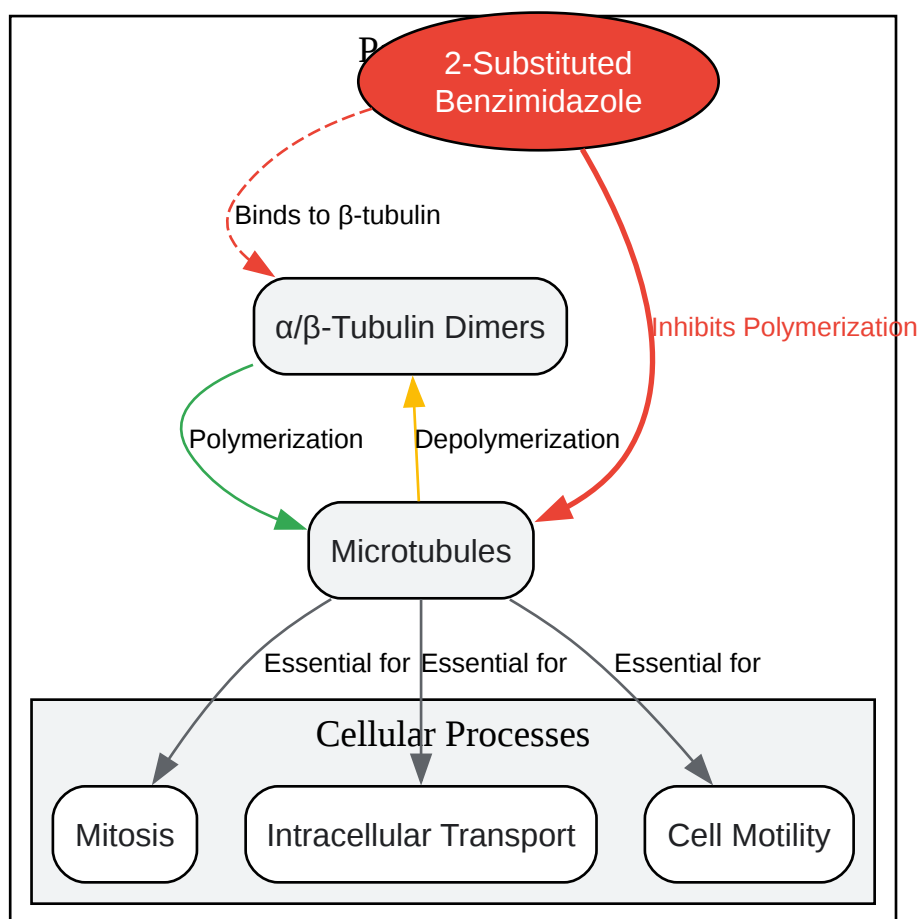 2-Substituted
Benzimidazole
Binds to β-tubulin
α/β-Tubulin Dimers
Inhibits Polymerization
Polymerization
Depolymerization
Microtubules
Essential for
Essential for
Essential for
Cellular Processes
Mitosis
Intracellular Transport
Cell Motility